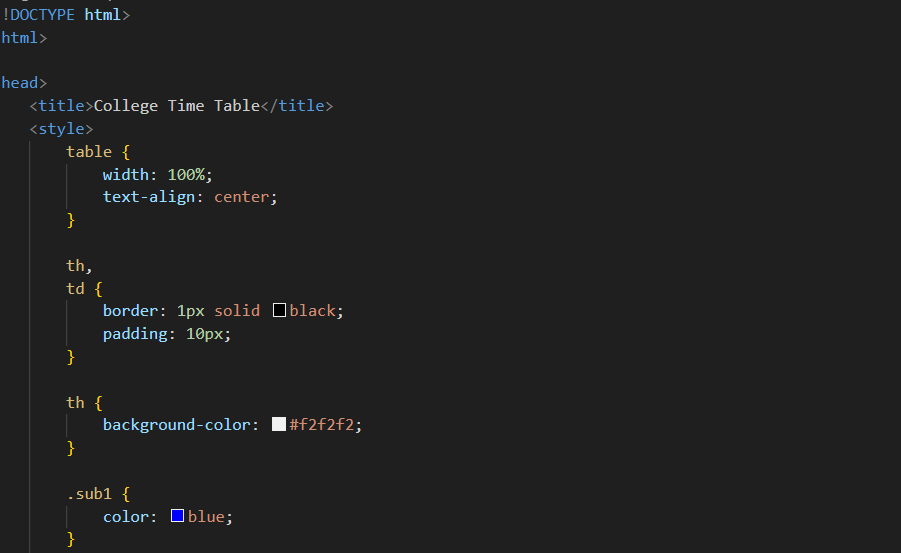 !DOCTYPE html>
html>
head>
<title>College Time Table</title>
<style>
table {
width: 100%;
text-align: center;
}
th,
td {
border: 1px solid black;
padding: 10px;
}
th {
background-color: #f2f2f2;
}
.sub1 {
color: blue;
}